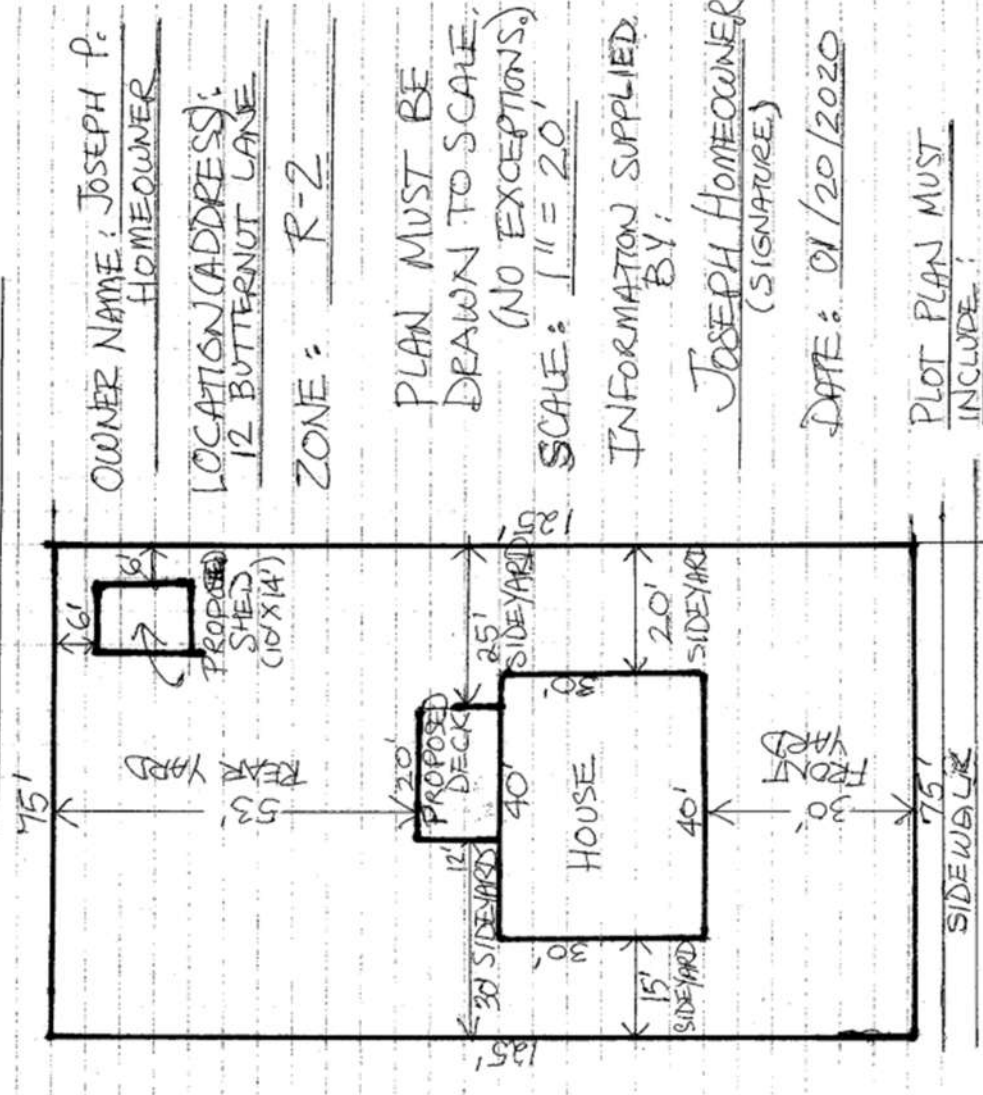 75'
6'
6'
PROPOSED
SHED
(10'X14')
REAR
YARD
53'
20'
PROPOSED
DECK
12'
25'
SIDEYARD
30' SIDEYARD
40'
30'
30'
HOUSE
40'
15'
SIDEYARD
20'
SIDEYARD
FRONT
YARD
30'
125'
125'
75'
SIDEWALK
OWNER NAME: JOSEPH P.
HOMEOWNER
LOCATION(ADDRESS):
12 BUTTERNUT LANE
ZONE: R-2
PLAN MUST BE
DRAWN TO SCALE.
(NO EXCEPTIONS.)
SCALE: 1" = 20'
INFORMATION SUPPLIED
BY:
JOSEPH HOMEOWNER
(SIGNATURE)
DATE: 01/20/2020
PLOT PLAN MUST
INCLUDE: